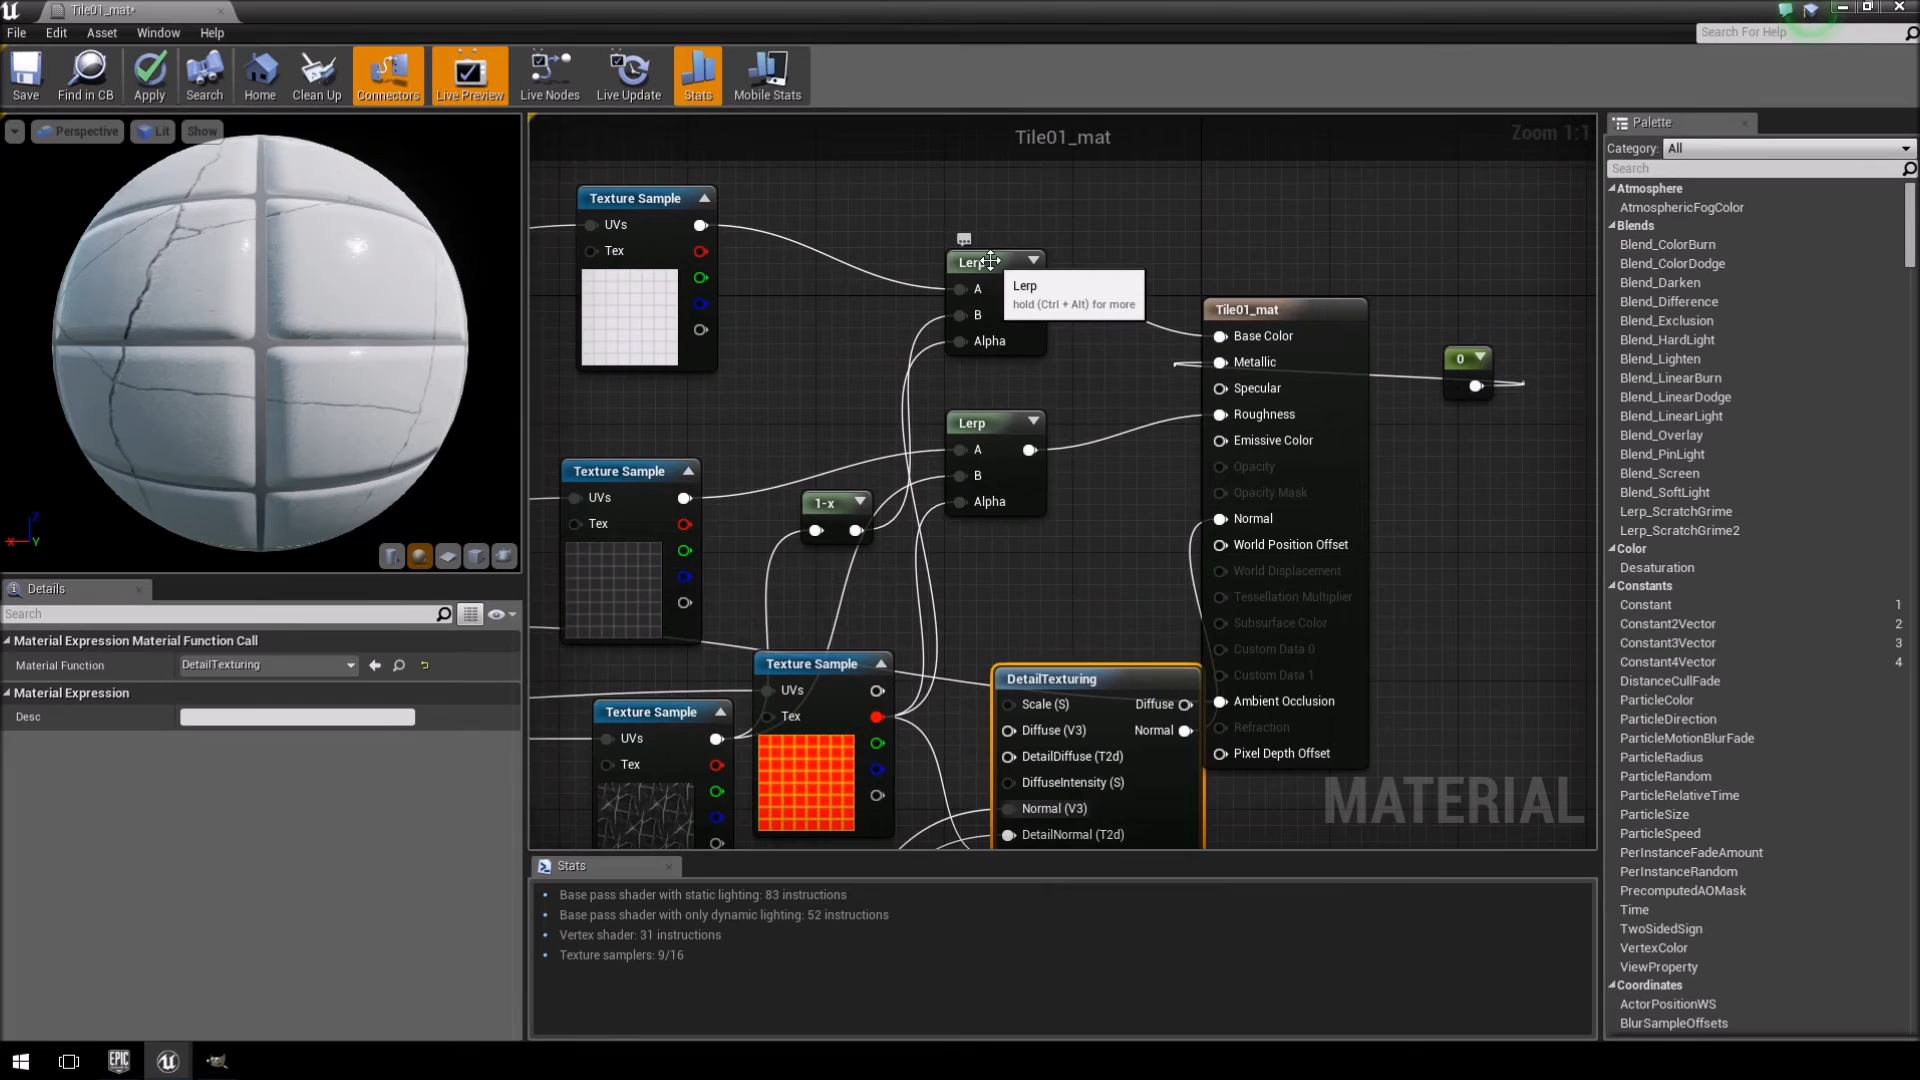 Tile01_mat*
File Edit Asset Window Help
Search For Help
Save Find in CB Apply Search Home Clean Up Connectors Live Preview Live Nodes Live Update Stats Mobile Stats
Perspective Lit Show
Z
X
Y
Details
Search
Material Expression Material Function Call
Material Function DetailTexturing
Material Expression
Desc
Tile01_mat
Zoom 1:1
Texture Sample
UVs
Tex
Lerp
A
B
Alpha
Lerp
hold (Ctrl + Alt) for more
Texture Sample
UVs
Tex
1-x
Lerp
A
B
Alpha
Texture Sample
UVs
Tex
Texture Sample
UVs
Tex
DetailTexturing
Scale (S) Diffuse
Diffuse (V3) Normal
DetailDiffuse (T2d)
DiffuseIntensity (S)
Normal (V3)
DetailNormal (T2d)
Tile01_mat
Base Color
Metallic
Specular
Roughness
Emissive Color
Opacity
Opacity Mask
Normal
World Position Offset
World Displacement
Tessellation Multiplier
Subsurface Color
Custom Data 0
Custom Data 1
Ambient Occlusion
Refraction
Pixel Depth Offset
0
MATERIAL
Stats
Base pass shader with static lighting: 83 instructions
Base pass shader with only dynamic lighting: 52 instructions
Vertex shader: 31 instructions
Texture samplers: 9/16
Palette
Category: All
Search
Atmosphere
AtmosphericFogColor
Blends
Blend_ColorBurn
Blend_ColorDodge
Blend_Darken
Blend_Difference
Blend_Exclusion
Blend_HardLight
Blend_Lighten
Blend_LinearBurn
Blend_LinearDodge
Blend_LinearLight
Blend_Overlay
Blend_PinLight
Blend_Screen
Blend_SoftLight
Lerp_ScratchGrime
Lerp_ScratchGrime2
Color
Desaturation
Constants
Constant 1
Constant2Vector 2
Constant3Vector 3
Constant4Vector 4
DistanceCullFade
ParticleColor
ParticleDirection
ParticleMotionBlurFade
ParticleRadius
ParticleRandom
ParticleRelativeTime
ParticleSize
ParticleSpeed
PerInstanceFadeAmount
PerInstanceRandom
PrecomputedAOMask
Time
TwoSidedSign
VertexColor
ViewProperty
Coordinates
ActorPositionWS
BlurSampleOffsets
EPIC